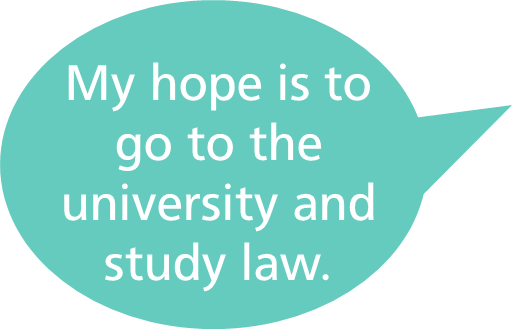 My hope is to
go to the
university and
study law.